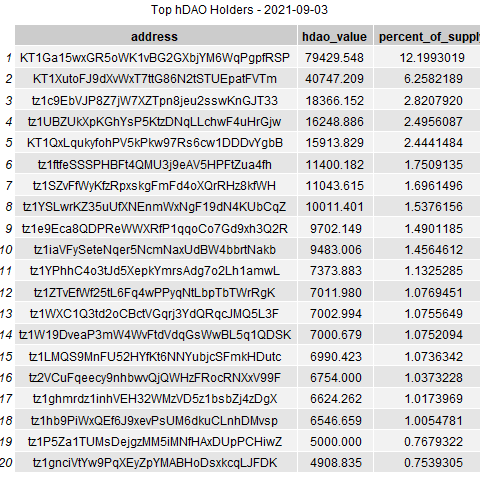 Top hDAO Holders - 2021-09-03
address hdao_value percent_of_supply
1 KT1Ga15wxGR5oWK1vBG2GXbjYM6WqPgpfRSP 79429.548 12.1993019
2 KT1XutoFJ9dXvWxT7ttG86N2tSTUEpatFVTm 40747.209 6.2582189
3 tz1c9EbVJP8Z7jW7XZTpn8jeu2sswKnGJT33 18366.152 2.8207920
4 tz1UBZUkXpKGhYsP5KtzDNqLLchwF4uHrGjw 16248.886 2.4956087
5 KT1QxLqukyfohPV5kPkw97Rs6cw1DDDvYgbB 15913.829 2.4441484
6 tz1ftfeSSSPHBFt4QMU3j9eAV5HPFtZua4fh 11400.182 1.7509135
7 tz1SZvFfWyKfzRpxskgFmFd4oXQrRHz8kfWH 11043.615 1.6961496
8 tz1YSLwrKZ35uUfXNEnmWxNgF19dN4KUbCqZ 10011.401 1.5376156
9 tz1e9Eca8QDPReWWXRfP1qqoCo7Gd9xh3Q2R 9702.149 1.4901185
10 tz1iaVFySeteNqer5NcmNaxUdBW4bbrtNakb 9483.006 1.4564612
11 tz1YPhhC4o3tJd5XepkYmrsAdg7o2Lh1amwL 7373.883 1.1325285
12 tz1ZTvEfWf25tL6Fq4wPPyqNtLbpTbTWrRgK 7011.980 1.0769451
13 tz1WXC1Q3td2oCBctVGqrj3YdQRqcJMQ5L3F 7002.994 1.0755649
14 tz1W19DveaP3mW4WvFtdVdqGsWwBL5q1QDSK 7000.679 1.0752094
15 tz1LMQS9MnFU52HYfKt6NNYubjcSFmkHDutc 6990.423 1.0736342
16 tz2VCuFqeecy9nhbwvQjQWHzFRocRNXxV99F 6754.000 1.0373228
17 tz1ghmrdz1inhVEH32WMzVD5z1bsbZj4zDgX 6624.262 1.0173969
18 tz1hb9PiWxQEf6J9xevPsUM6dkuCLnhDMvsp 6546.659 1.0054781
19 tz1P5Za1TUMsDejgzMM5iMNfHAxDUpPCHiwZ 5000.000 0.7679322
20 tz1gnciVtYw9PqXEyZpYMABHoDsxkcqLJFDK 4908.835 0.7539305